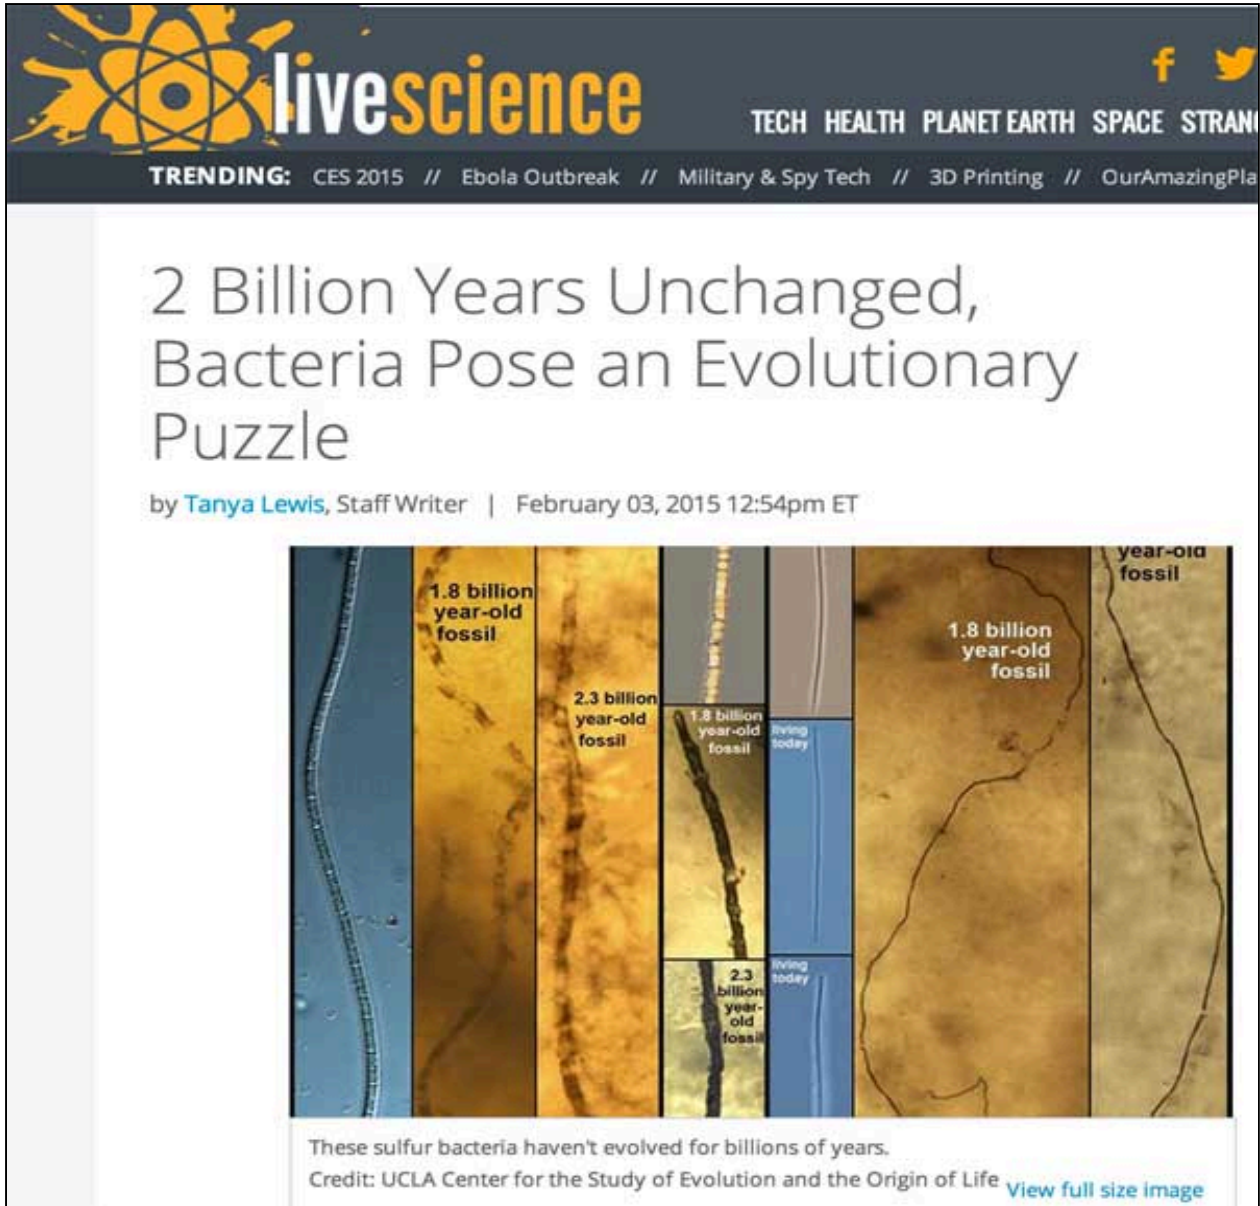 livescience
f
TECH HEALTH PLANET EARTH SPACE
TRENDING: CES 2015 // Ebola Outbreak // Military & Spy Tech // 3D Printing //
2 Billion Years Unchanged,
Bacteria Pose an Evolutionary
Puzzle
by Tanya Lewis, Staff Writer | February 03, 2015 12:54pm ET
1.8 billion
year-old
fossil
2.3 billion
year-old
fossil
1.8 billion
year-old
fossil
2.3
billion
year-
old
fossil
living
today
living
today
1.8 billion
year-old
fossil
year-old
fossil
These sulfur bacteria haven't evolved for billions of years.
Credit: UCLA Center for the Study of Evolution and the Origin of Life
View full size image